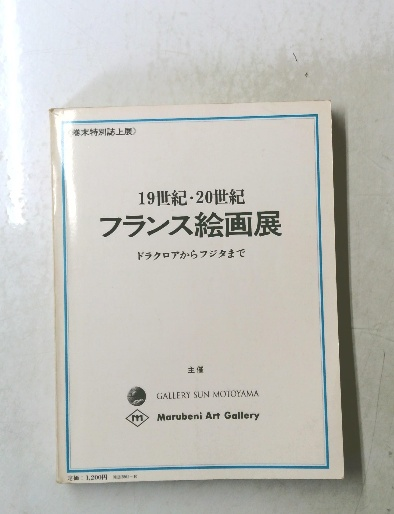 巻末特別誌上展〉
19世紀・20世紀
フランス絵画展
ドラクロアからフジタまで
主催
GALLERY SUN MOTOYAMA
m Marubeni Art Gallery
定価：1,200円